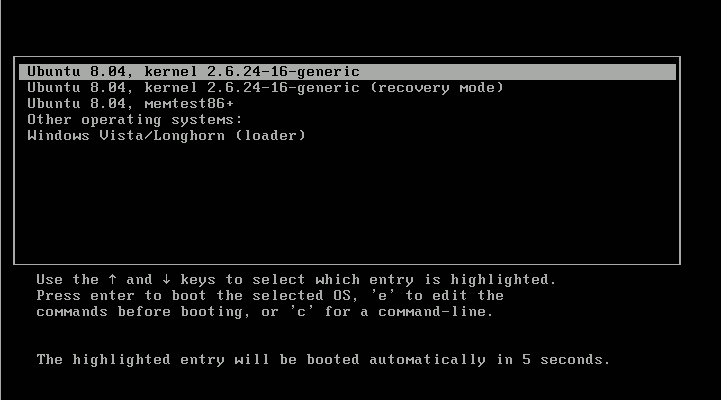 Ubuntu 8.04, kernel 2.6.24-16-generic
Ubuntu 8.04, kernel 2.6.24-16-generic (recovery mode)
Ubuntu 8.04, memtest86+
Other operating systems:
Windows Vista/Longhorn (loader)
Use the ↑ and ↓ keys to select which entry is highlighted.
Press enter to boot the selected OS, 'e' to edit the
commands before booting, or 'c' for a command-line.
The highlighted entry will be booted automatically in 5 seconds.